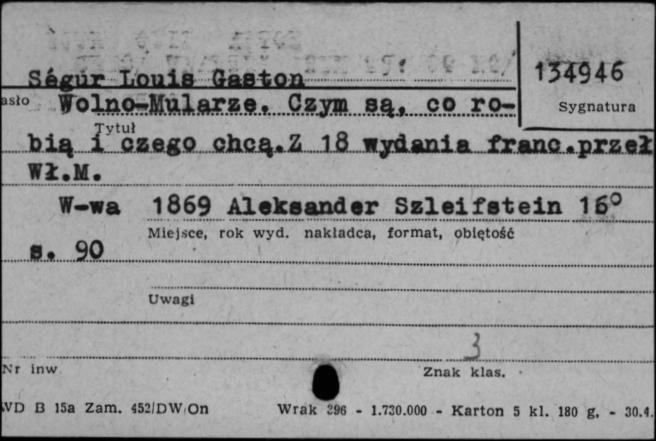 Ségur Louis Gaston
134946
asło Wolno-Mularze. Czym są, co ro-
Sygnatura
Tytuł
bią i czego chcą.Z 18 wydania franc.przeł
Wł.M.
W-wa 1869 Aleksander Szleifstein 16°
Miejsce, rok wyd. nakładca, format, objętość
s. 90
Uwagi
3
Nr inw.
Znak klas.
WD B 15a Zam. 452/DW/On Wrak 396 - 1.730.000 - Karton 5 kl. 180 g. - 30.4.